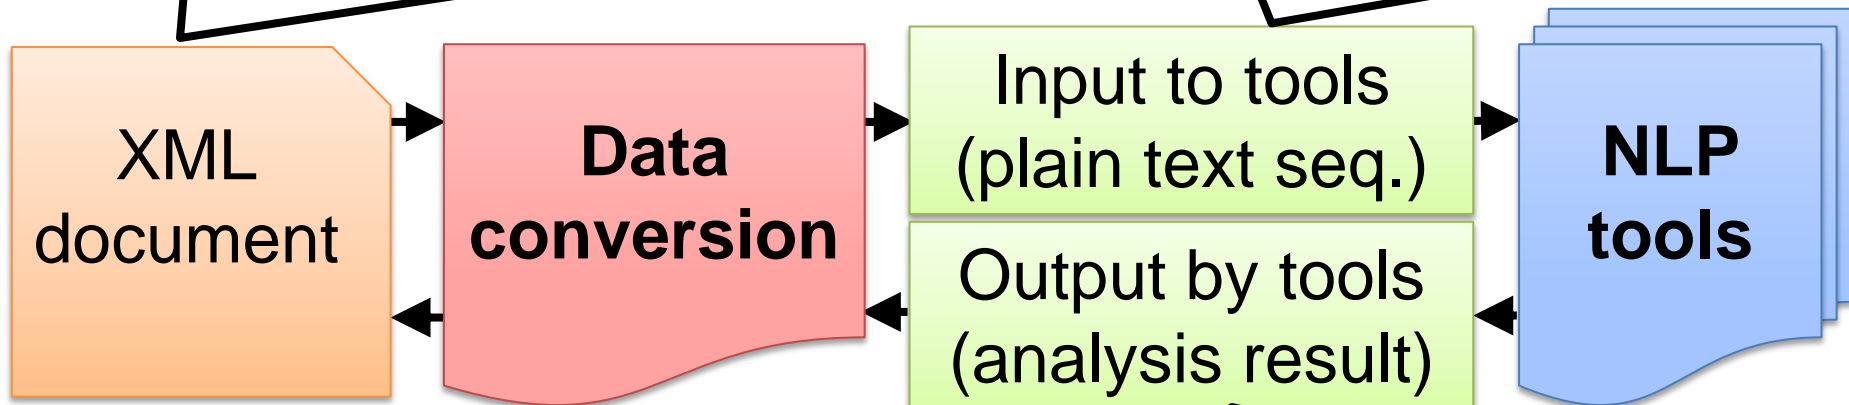 XML
document
Data
conversion
Input to tools
(plain text seq.)
Output by tools
(analysis result)
NLP
tools